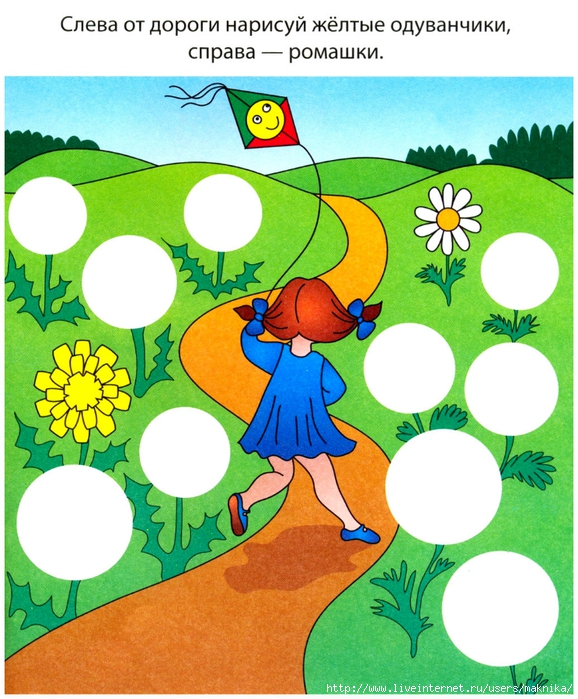 Слева от дороги нарисуй жёлтые одуванчики,
справа — ромашки.
http://www.liveinternet.ru/users/maknika/